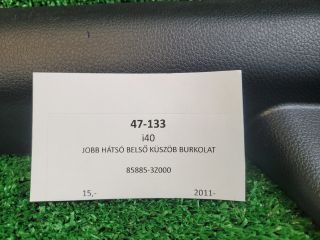 47-133
i40
JOBB HÁTSÓ BELSŐ KÜSZÖB BURKOLAT
85885-3Z000
15,- 2011-